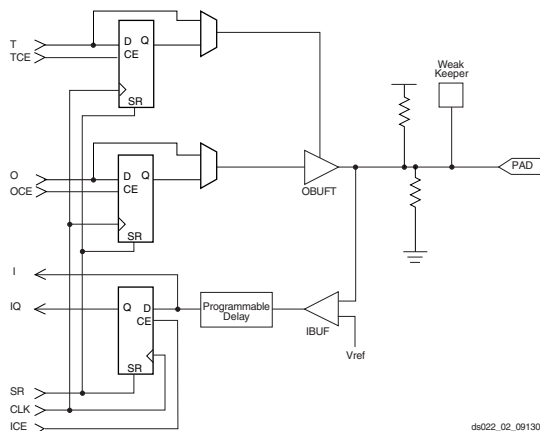 T
TCE
D Q
CE
SR
Weak
Keeper
O
OCE
D Q
CE
SR
OBUFT
PAD
I
IQ
Q D
CE
SR
Programmable
Delay
IBUF
Vref
SR
CLK
ICE
ds022_02_09130